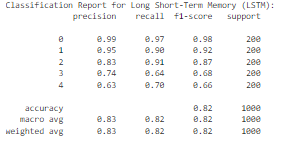 Classification Report for Long Short-Term Memory (LSTM):
precision recall f1-score support
0 0.99 0.97 0.98 200
1 0.95 0.90 0.92 200
2 0.83 0.91 0.87 200
3 0.74 0.64 0.68 200
4 0.63 0.70 0.66 200
accuracy 0.82 1000
macro avg 0.83 0.82 0.82 1000
weighted avg 0.83 0.82 0.82 1000